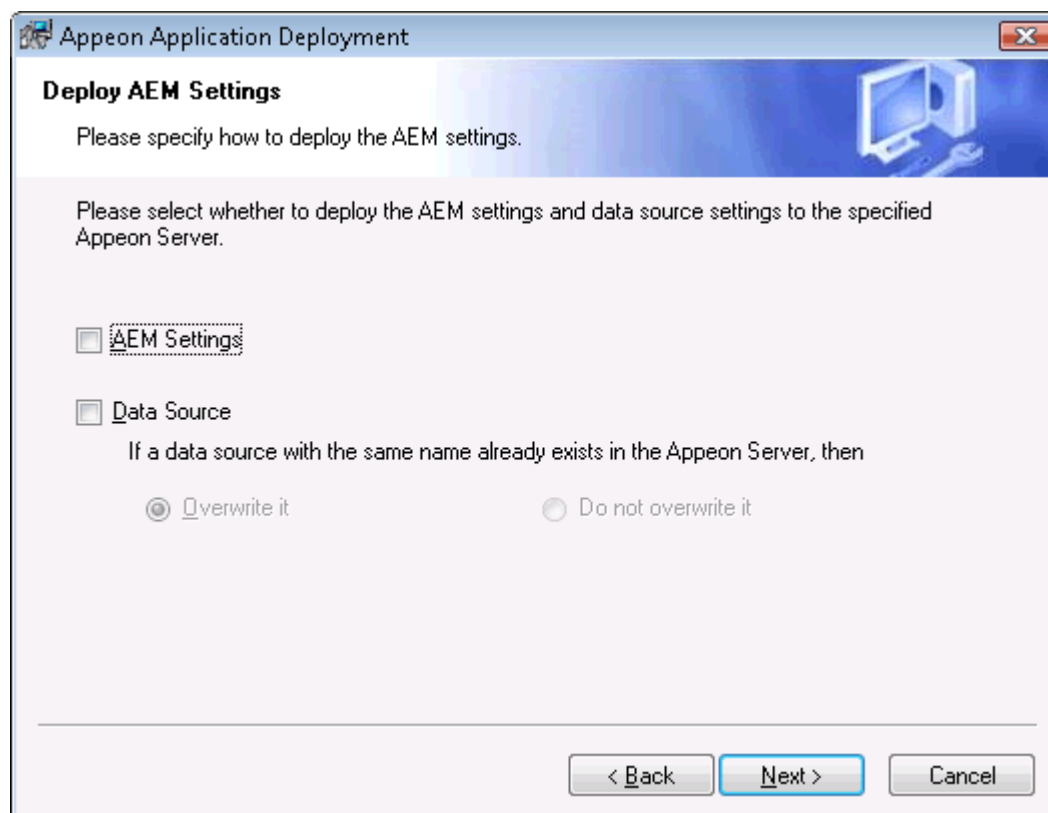 Appeon Application Deployment
Deploy AEM Settings
Please specify how to deploy the AEM settings.
Please select whether to deploy the AEM settings and data source settings to the specified
Appeon Server.
AEM Settings
Data Source
If a data source with the same name already exists in the Appeon Server, then
Overwrite it
Do not overwrite it
< Back
Next >
Cancel